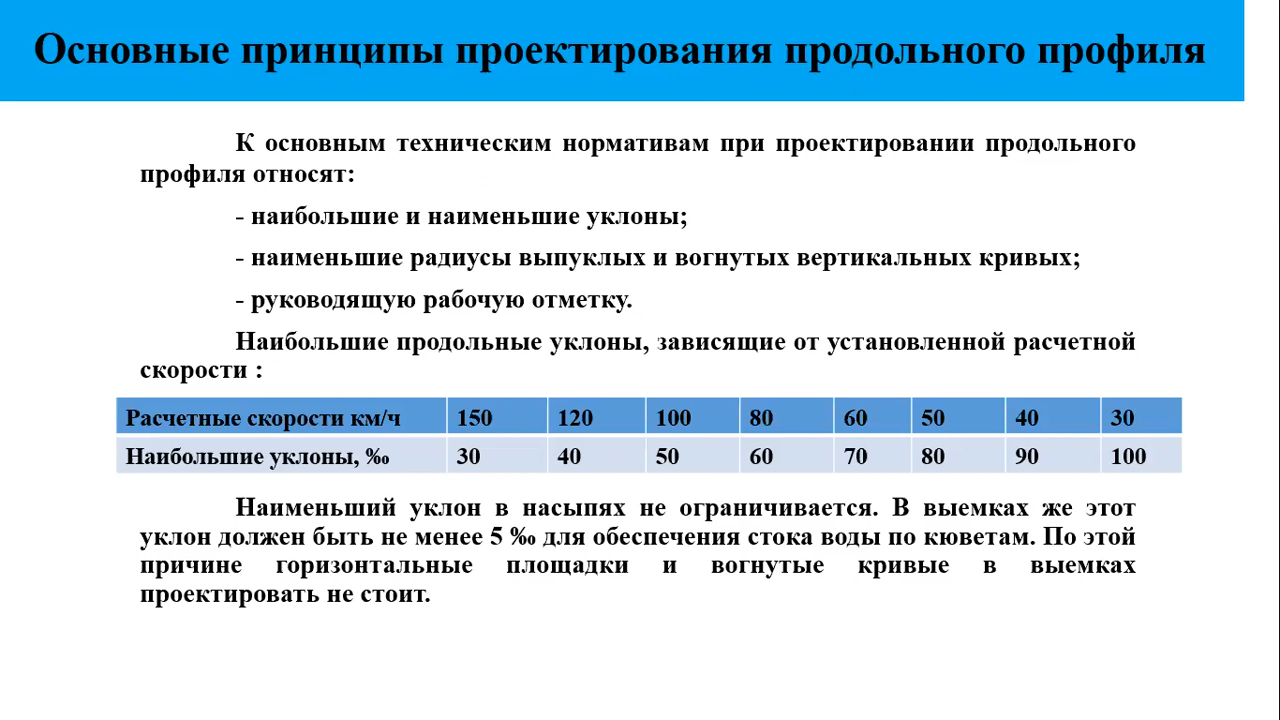 Основные принципы проектирования продольного профиля
К основным техническим нормативам при проектировании продольного
профиля относят:
- наибольшие и наименьшие уклоны;
- наименьшие радиусы выпуклых и вогнутых вертикальных кривых;
- руководящую рабочую отметку.
Наибольшие продольные уклоны, зависящие от установленной расчетной
скорости :
Расчетные скорости км/ч 150 120 100 80 60 50 40 30
Наибольшие уклоны, ‰ 30 40 50 60 70 80 90 100
Наименьший уклон в насыпях не ограничивается. В выемках же этот
уклон должен быть не менее 5 ‰ для обеспечения стока воды по кюветам. По этой
причине горизонтальные площадки и вогнутые кривые в выемках
проектировать не стоит.